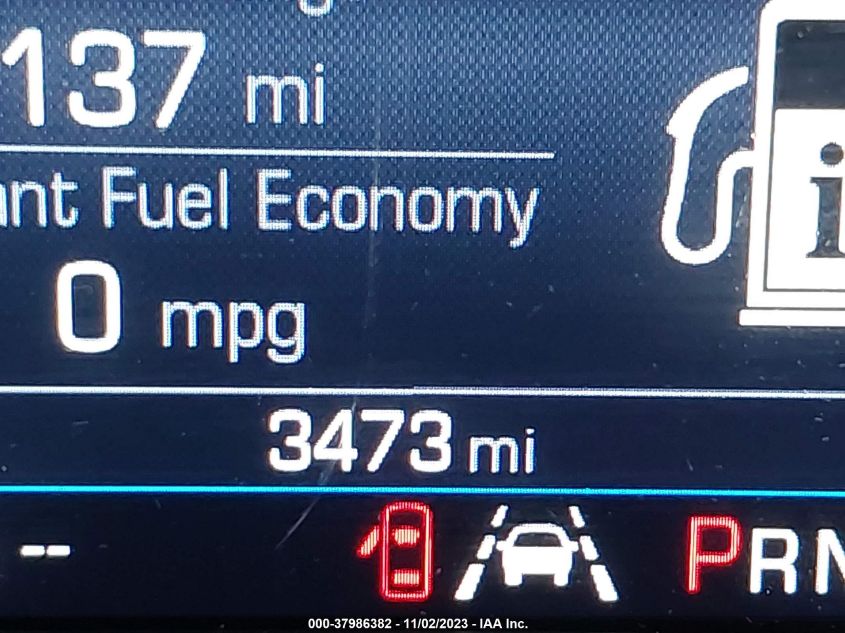 137 mi
ant Fuel Economy
0 mpg
i
3473 mi
--
PRN
000-37986382 - 11/02/2023 - IAA Inc.